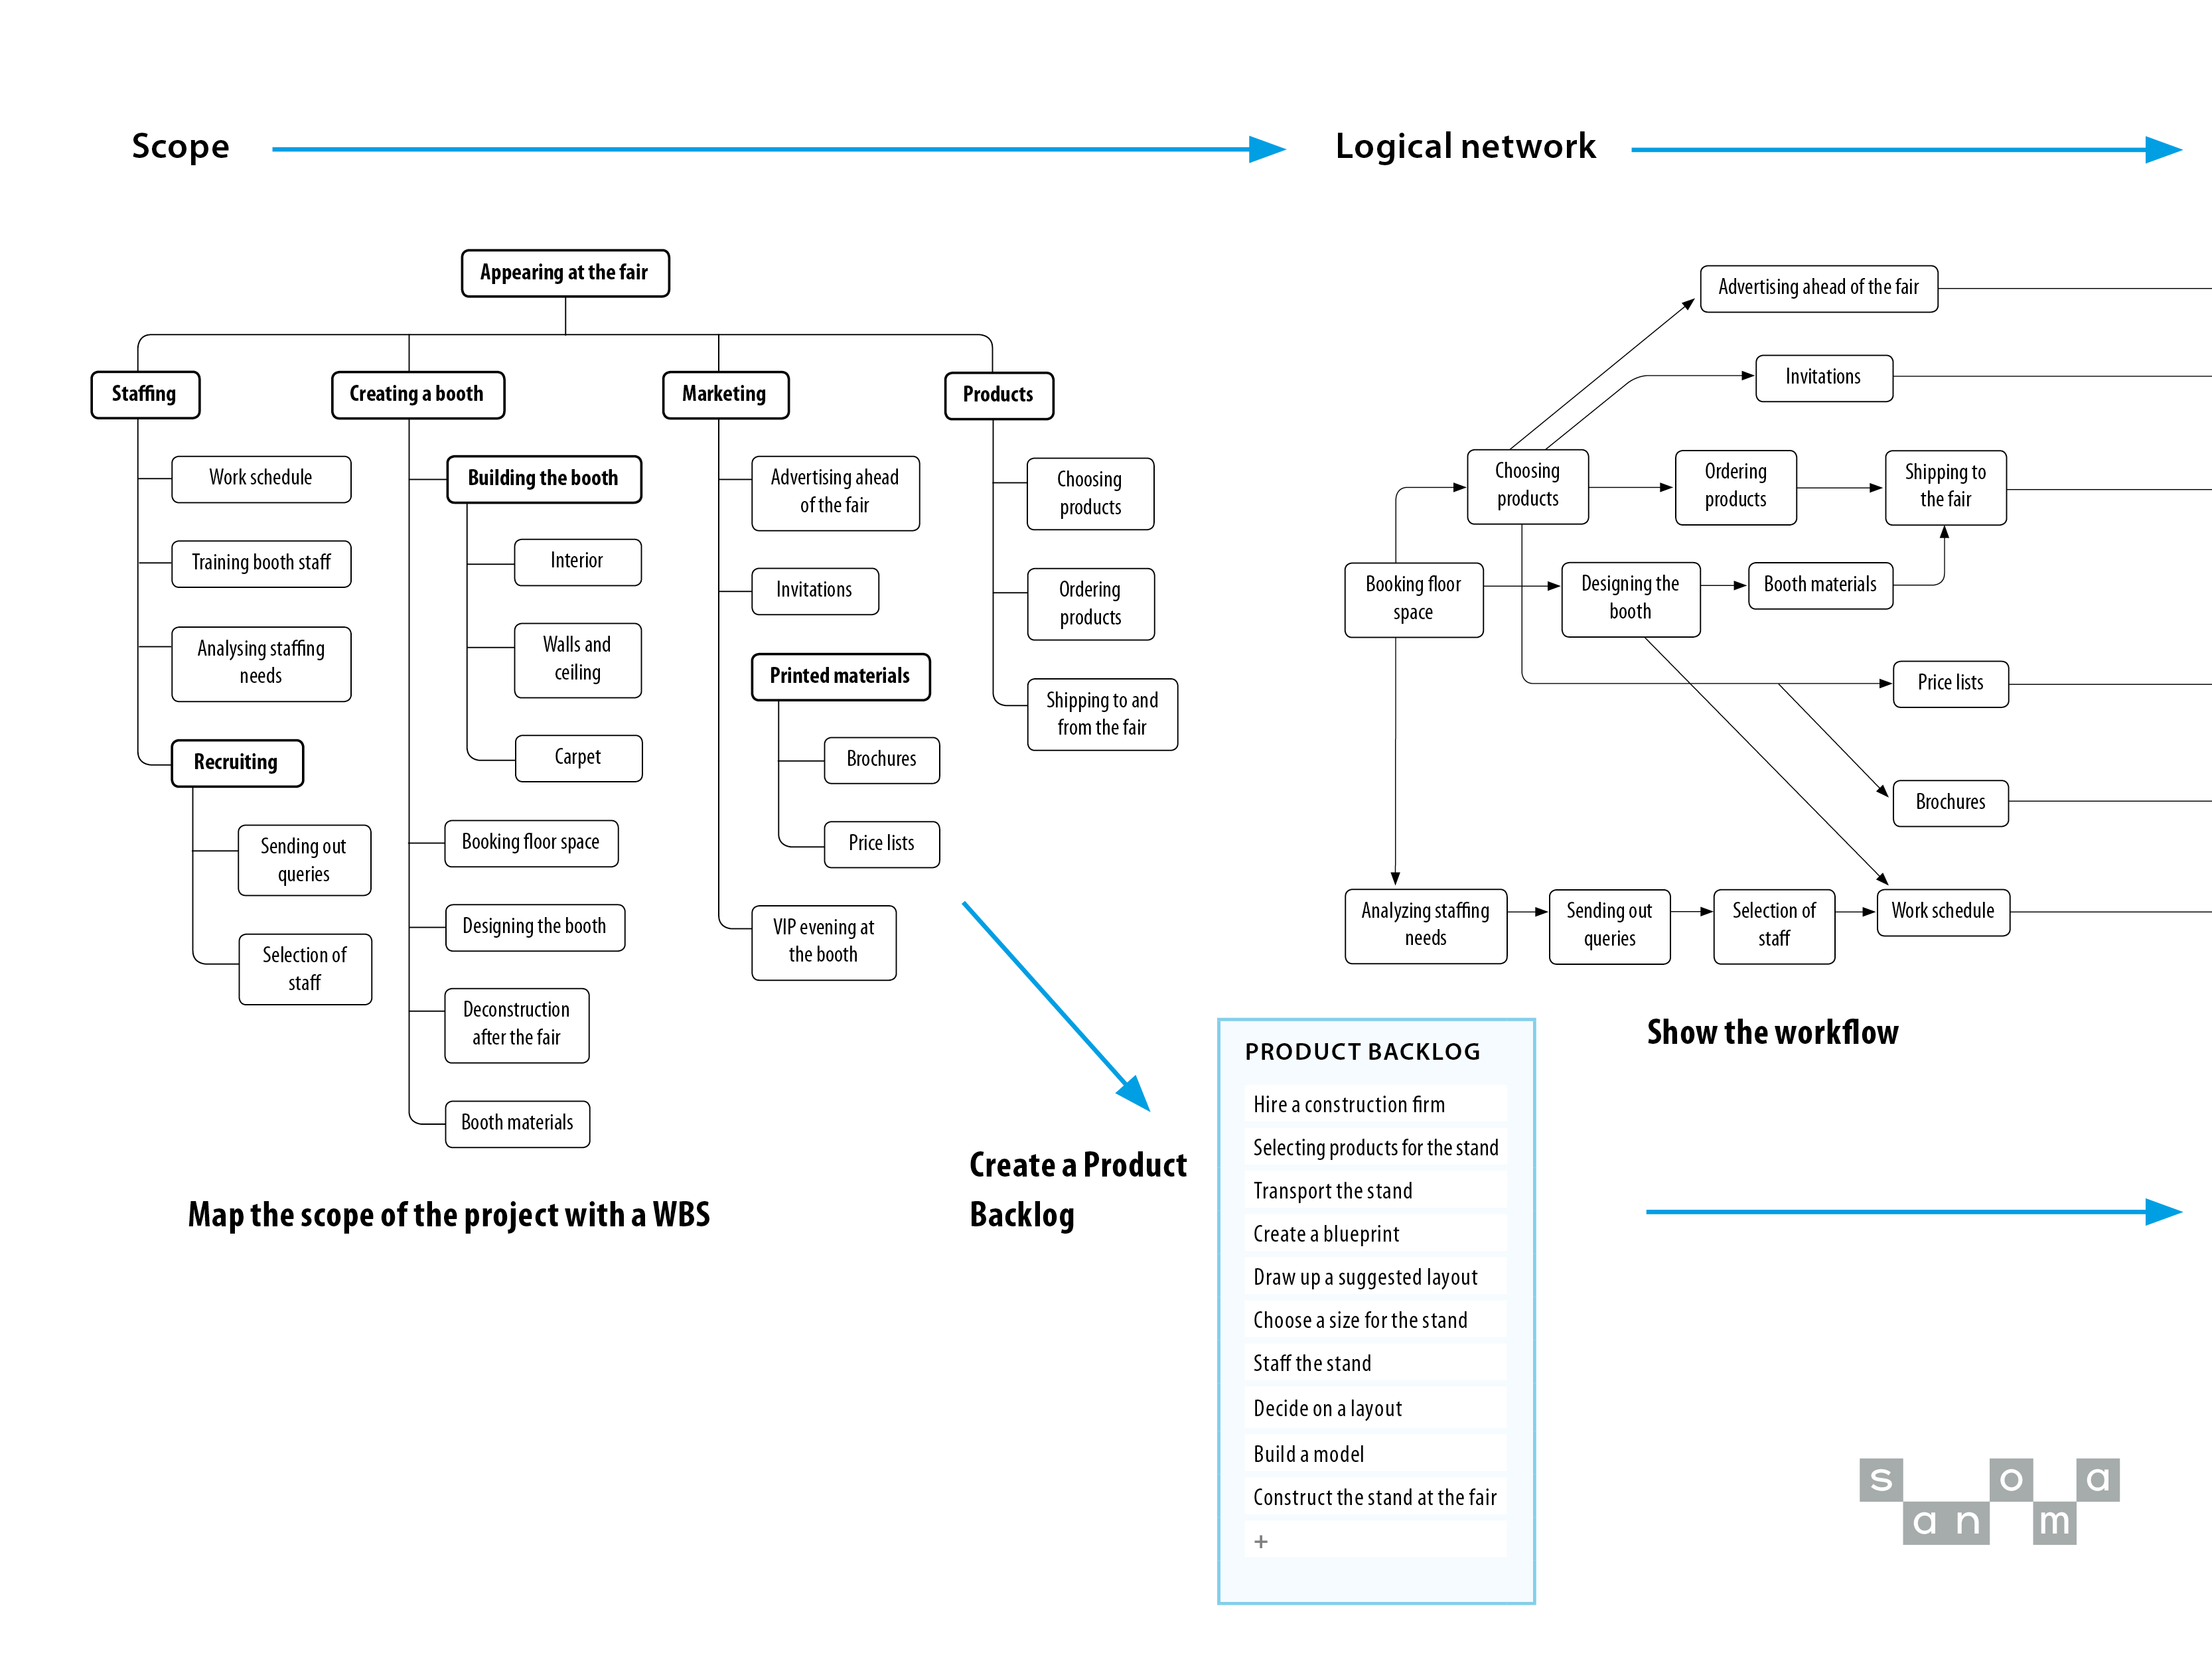 Scope
Logical network
Appearing at the fair
Staffing
Work schedule
Training booth staff
Analysing staffing
needs
Recruiting
Sending out
queries
Selection of
staff
Creating a booth
Building the booth
Interior
Walls and
ceiling
Carpet
Booking floor space
Designing the booth
Deconstruction
after the fair
Booth materials
Marketing
Advertising ahead
of the fair
Invitations
Printed materials
Brochures
Price lists
VIP evening at
the booth
Products
Choosing
products
Ordering
products
Shipping to and
from the fair
Map the scope of the project with a WBS
Create a Product
Backlog
Advertising ahead of the fair
Invitations
Choosing
products
Ordering
products
Shipping to
the fair
Booking floor
space
Designing the
booth
Booth materials
Price lists
Brochures
Analyzing staffing
needs
Sending out
queries
Selection of
staff
Work schedule
Show the workflow
PRODUCT BACKLOG
Hire a construction firm
Selecting products for the stand
Transport the stand
Create a blueprint
Draw up a suggested layout
Choose a size for the stand
Staff the stand
Decide on a layout
Build a model
Construct the stand at the fair
+
sanoma